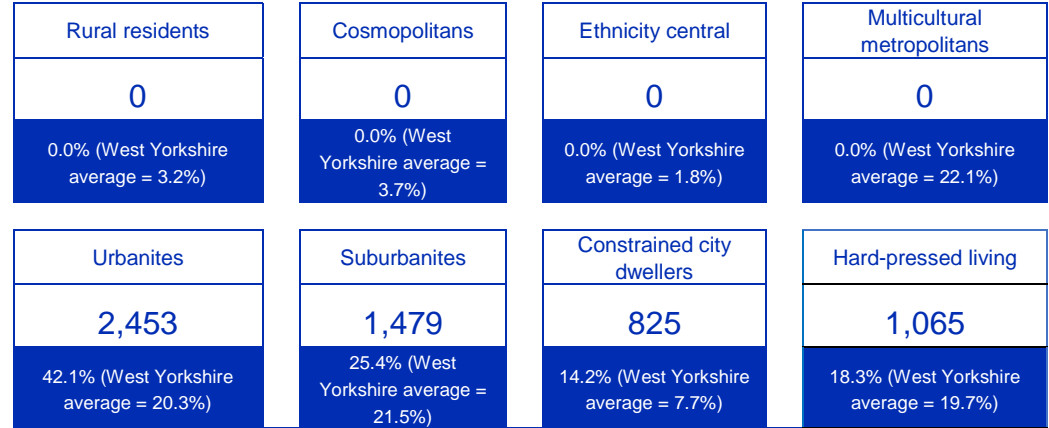 Rural residents
0
0.0% (West Yorkshire
average = 3.2%)
Cosmopolitans
0
0.0% (West
Yorkshire average =
3.7%)
Ethnicity central
0
0.0% (West Yorkshire
average = 1.8%)
Multicultural
metropolitans
0
0.0% (West Yorkshire
average = 22.1%)
Urbanites
2,453
42.1% (West Yorkshire
average = 20.3%)
Suburbanites
1,479
25.4% (West
Yorkshire average =
21.5%)
Constrained city
dwellers
825
14.2% (West Yorkshire
average = 7.7%)
Hard-pressed living
1,065
18.3% (West Yorkshire
average = 19.7%)